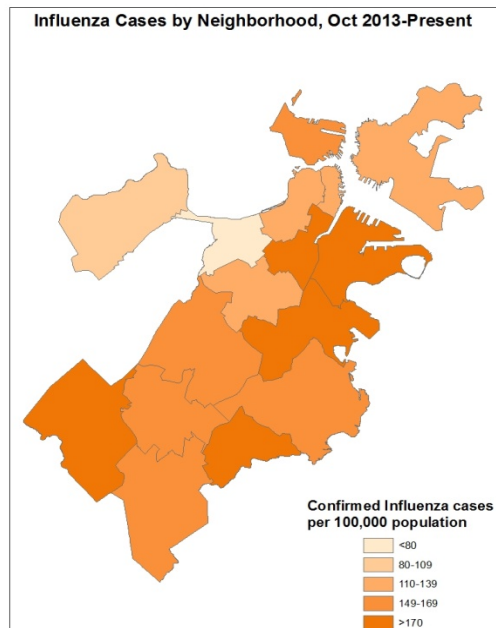 Influenza Cases by Neighborhood, Oct 2013-Present
Confirmed Influenza cases
per 100,000 population
<80
80-109
110-139
149-169
>170